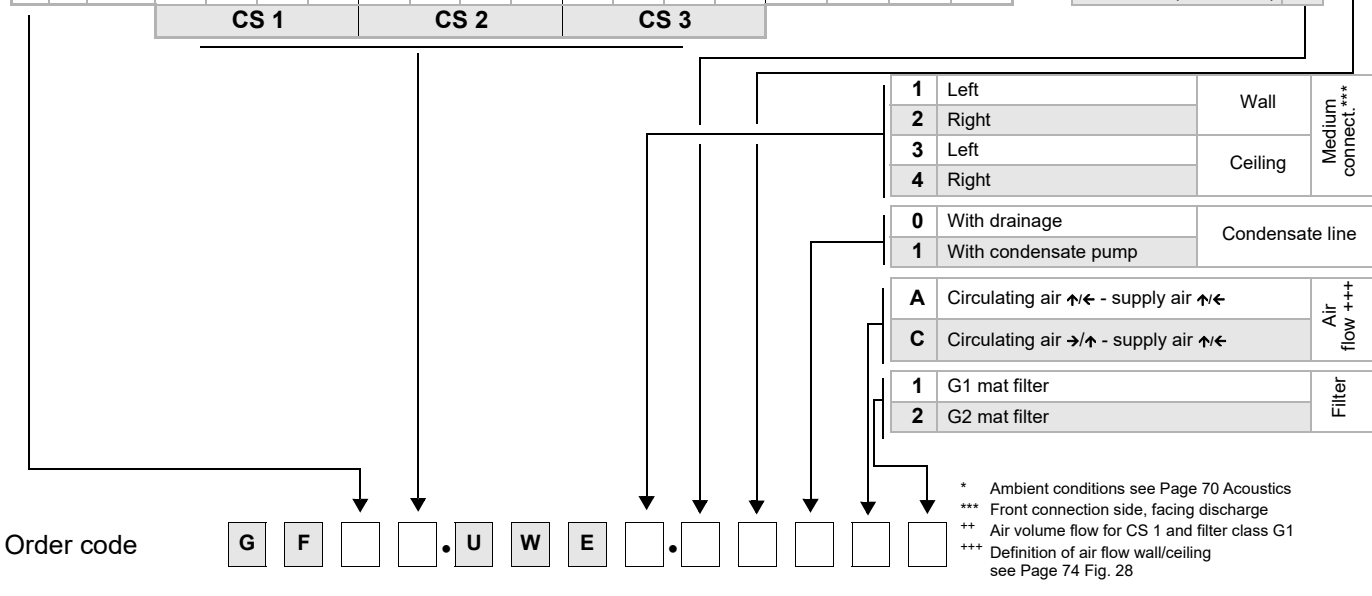 CS 1 CS 2 CS 3
1 Left Wall Medium connect.***
2 Right
3 Left Ceiling
4 Right
0 With drainage Condensate line
1 With condensate pump
A Circulating air ↑/← - supply air ↑/← Air flow +++
C Circulating air →/↑ - supply air ↑/←
1 G1 mat filter Filter
2 G2 mat filter
* Ambient conditions see Page 70 Acoustics
*** Front connection side, facing discharge
++ Air volume flow for CS 1 and filter class G1
+++ Definition of air flow wall/ceiling
see Page 74 Fig. 28
Order code G F . U W E .